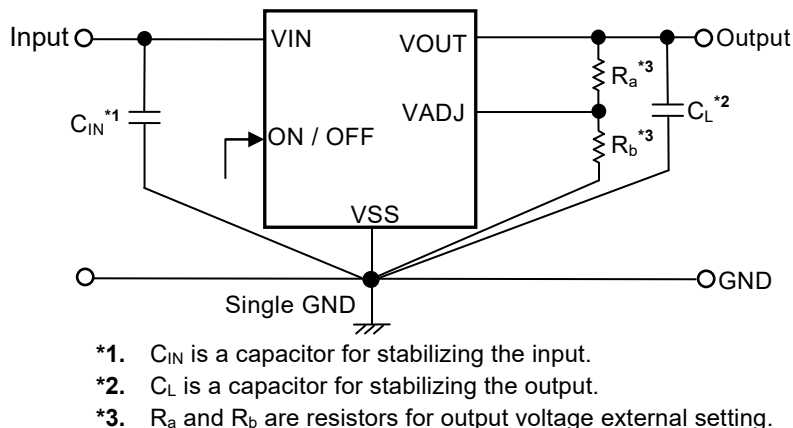 Input
VIN
VOUT
Output
Ra*3
CIN*1
VADJ
CL*2
ON / OFF
Rb*3
VSS
Single GND
GND
*1. CIN is a capacitor for stabilizing the input.
*2. CL is a capacitor for stabilizing the output.
*3. Ra and Rb are resistors for output voltage external setting.